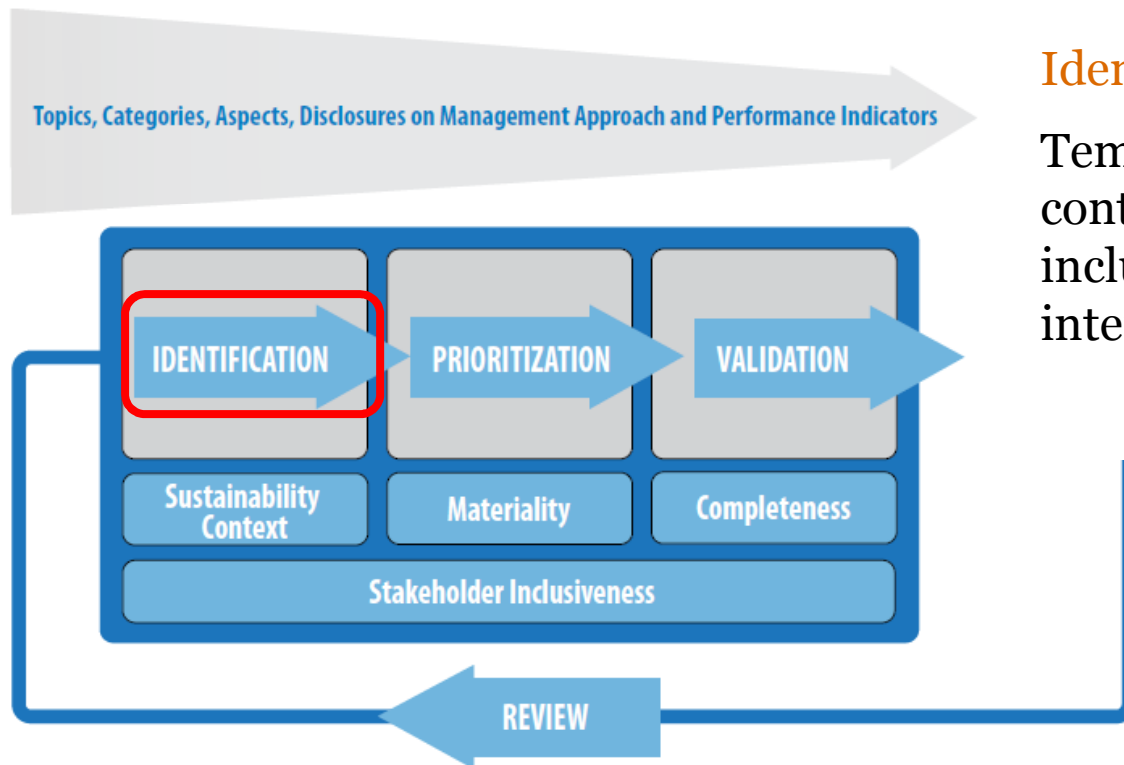 Topics, Categories, Aspects, Disclosures on Management Approach and Performance Indicators
IDENTIFICATION
PRIORITIZATION
VALIDATION
Sustainability
Context
Materiality
Completeness
Stakeholder Inclusiveness
REVIEW